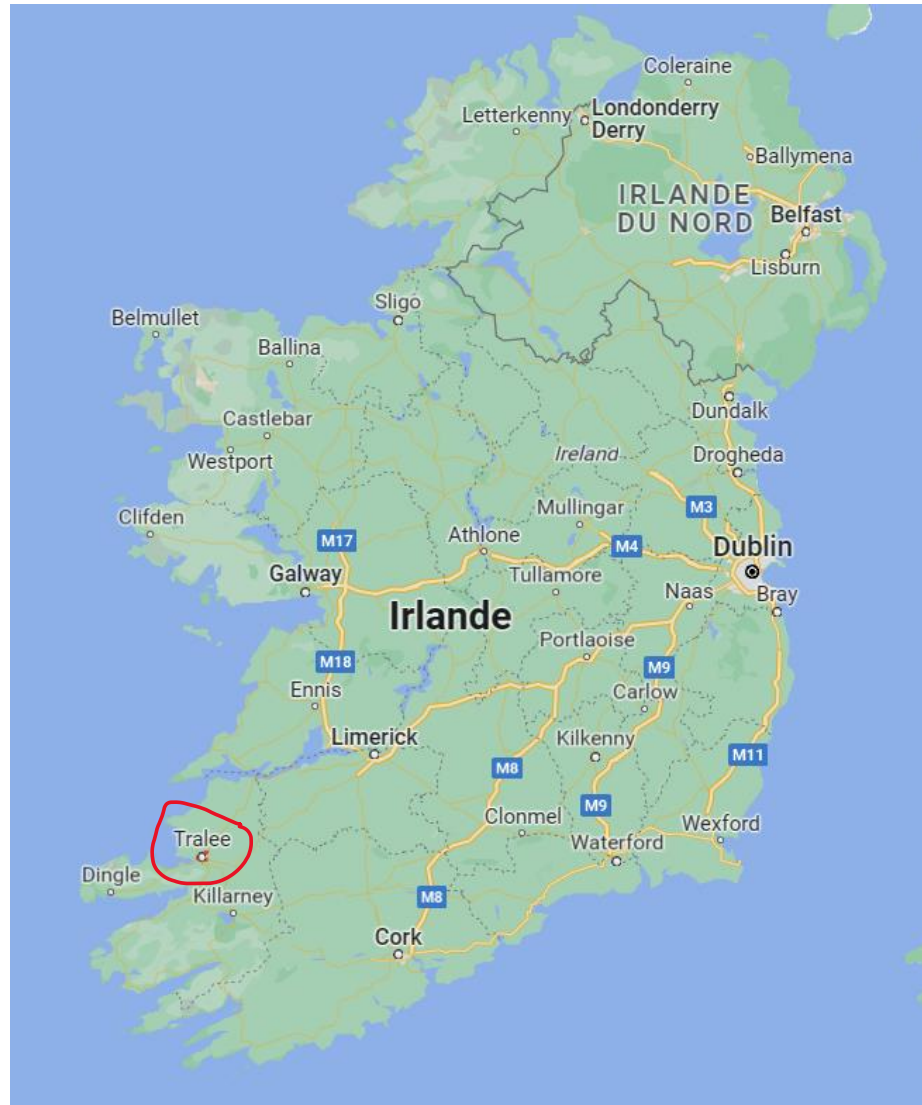 Coleraine
Letterkenny
Londonderry
Derry
Ballymena
IRLANDE
DU NORD
Belfast
Lisburn
Sligo
Belmullet
Ballina
Dundalk
Castlebar
Westport
Ireland
Drogheda
Mullingar
M3
Clifden
M17
Athlone
M4
Dublin
Galway
Tullamore
Naas
Bray
Irlande
Portlaoise
M18
M9
Ennis
Carlow
Limerick
Kilkenny
M8
M11
M9
Clonmel
Wexford
Tralee
Waterford
Dingle
Killarney
M8
Cork